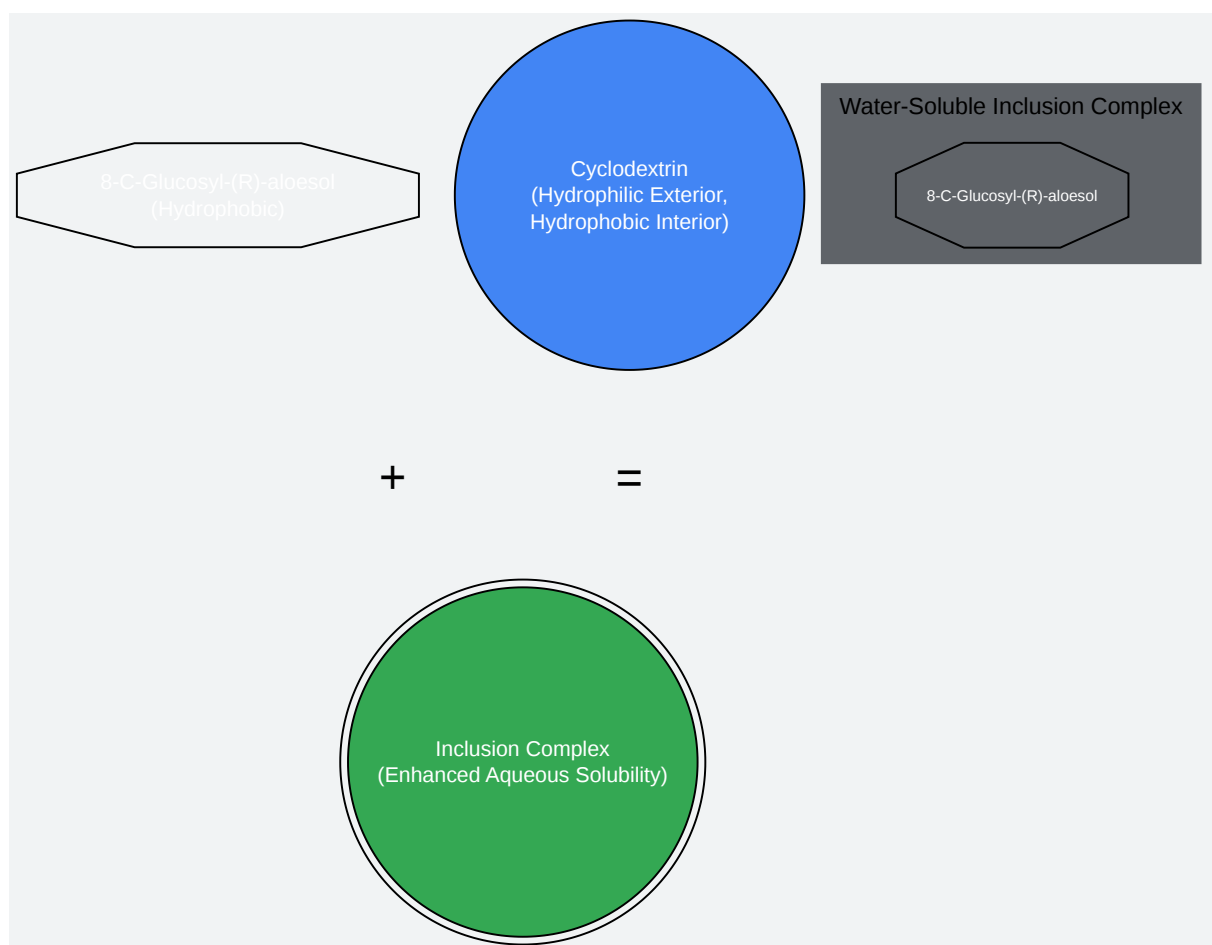 8-C-Glucosyl-(R)-aloesol
(Hydrophobic)
Cyclodextrin
(Hydrophilic Exterior,
Hydrophobic Interior)
Water-Soluble Inclusion Complex
8-C-Glucosyl-(R)-aloesol
+
=
Inclusion Complex
(Enhanced Aqueous Solubility)